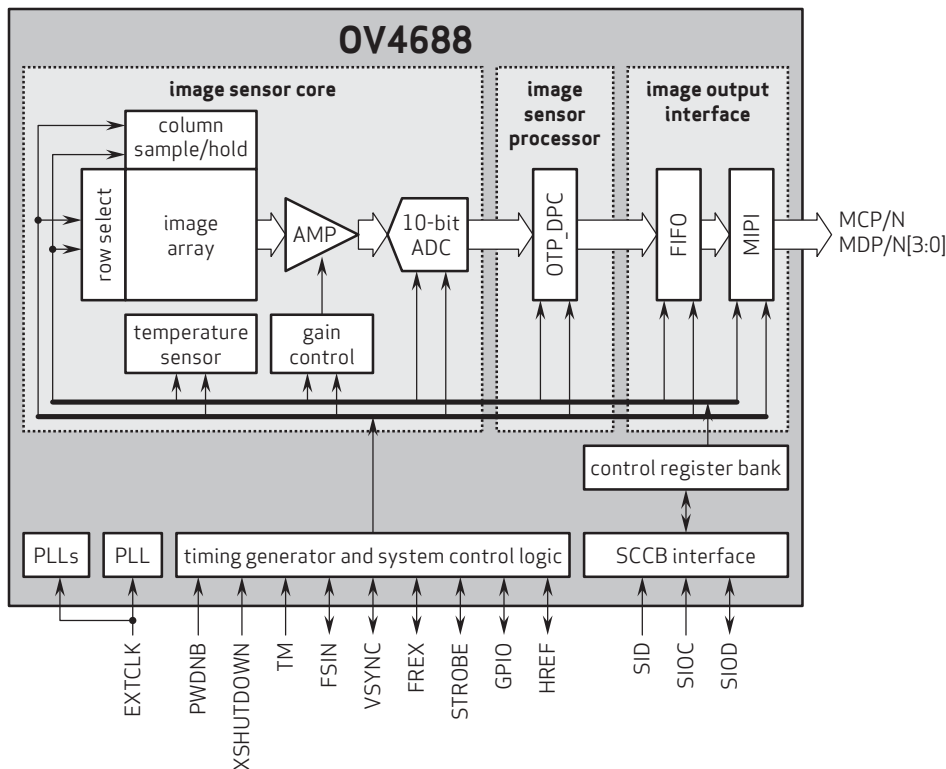 OV4688
image sensor core
image
sensor
processor
image output
interface
column
sample/hold
row select
image
array
AMP
10-bit
ADC
OTP_DPC
FIFO
MIPI
MCP/N
MDP/N[3:0]
temperature
sensor
gain
control
control register bank
PLLs
PLL
timing generator and system control logic
SCCB interface
EXTCLK
PWDNB
XSHUTDOWN
TM
FSIN
VSYNC
FREX
STROBE
GPIO
HREF
SID
SIOC
SIOD